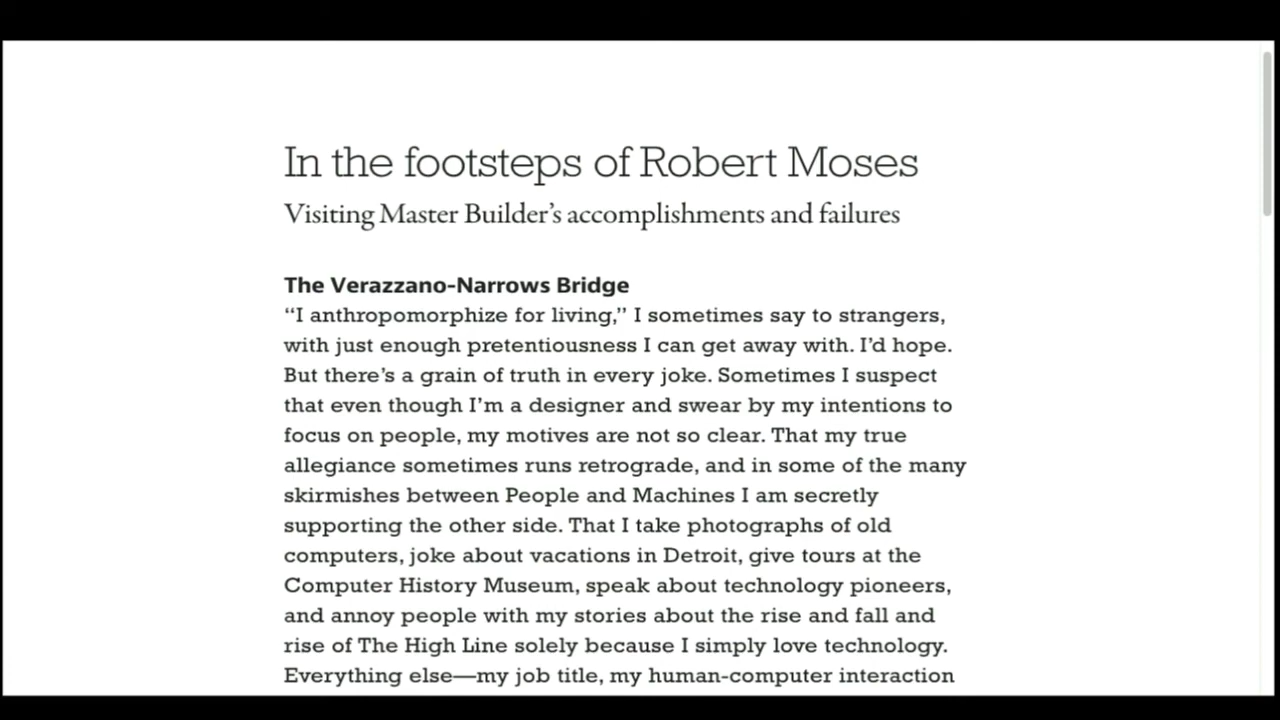 In the footsteps of Robert Moses
Visiting Master Builder’s accomplishments and failures
The Verazzano-Narrows Bridge
“I anthropomorphize for living,” I sometimes say to strangers,
with just enough pretentiousness I can get away with. I’d hope.
But there’s a grain of truth in every joke. Sometimes I suspect
that even though I’m a designer and swear by my intentions to
focus on people, my motives are not so clear. That my true
allegiance sometimes runs retrograde, and in some of the many
skirmishes between People and Machines I am secretly
supporting the other side. That I take photographs of old
computers, joke about vacations in Detroit, give tours at the
Computer History Museum, speak about technology pioneers,
and annoy people with my stories about the rise and fall and
rise of The High Line solely because I simply love technology.
Everything else—my job title, my human-computer interaction